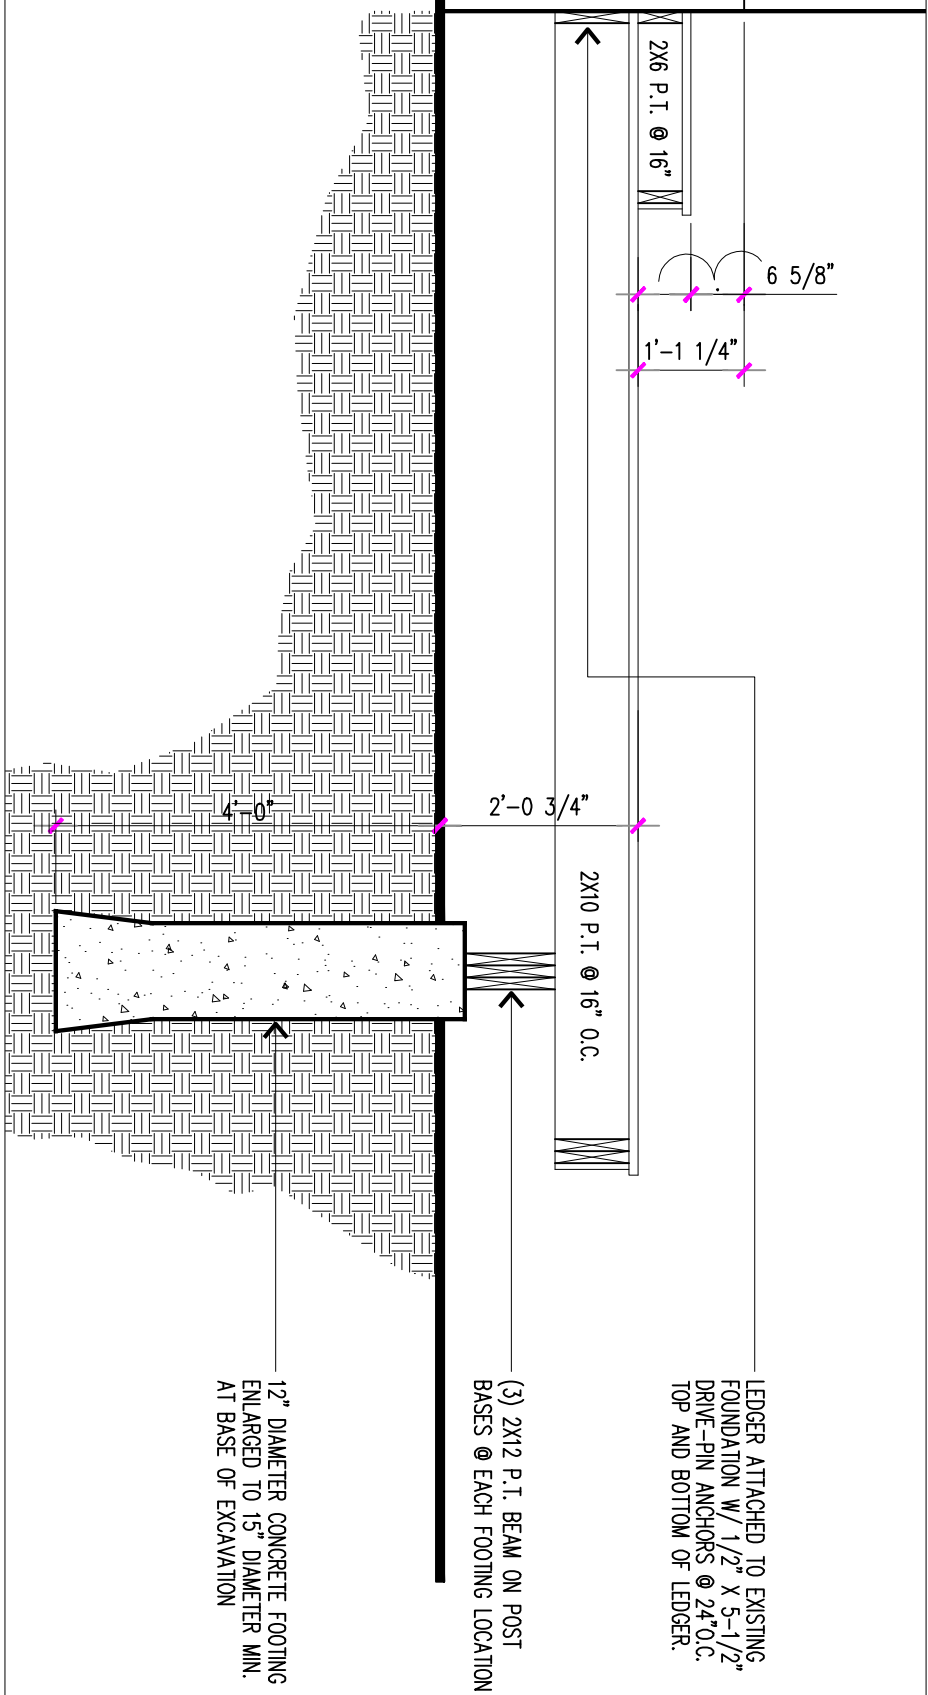 2X6 P.T. @ 16"
6 5/8"
1'-1 1/4"
4'-0"
2'-0 3/4"
2X10 P.T. @ 16" O.C.
LEDGER ATTACHED TO EXISTING
FOUNDATION W/ 1/2" X 5-1/2"
DRIVE-PIN ANCHORS @ 24"O.C.
TOP AND BOTTOM OF LEDGER.
(3) 2X12 P.T. BEAM ON POST
BASES @ EACH FOOTING LOCATION
12" DIAMETER CONCRETE FOOTING
ENLARGED TO 15" DIAMETER MIN.
AT BASE OF EXCAVATION